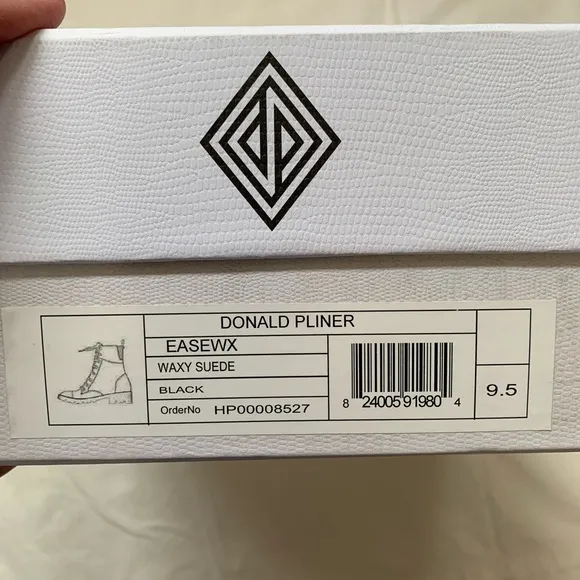 DONALD PLINER
EASEWX
WAXY SUEDE
BLACK
OrderNo HP00008527
8 24005 91980 4
9.5